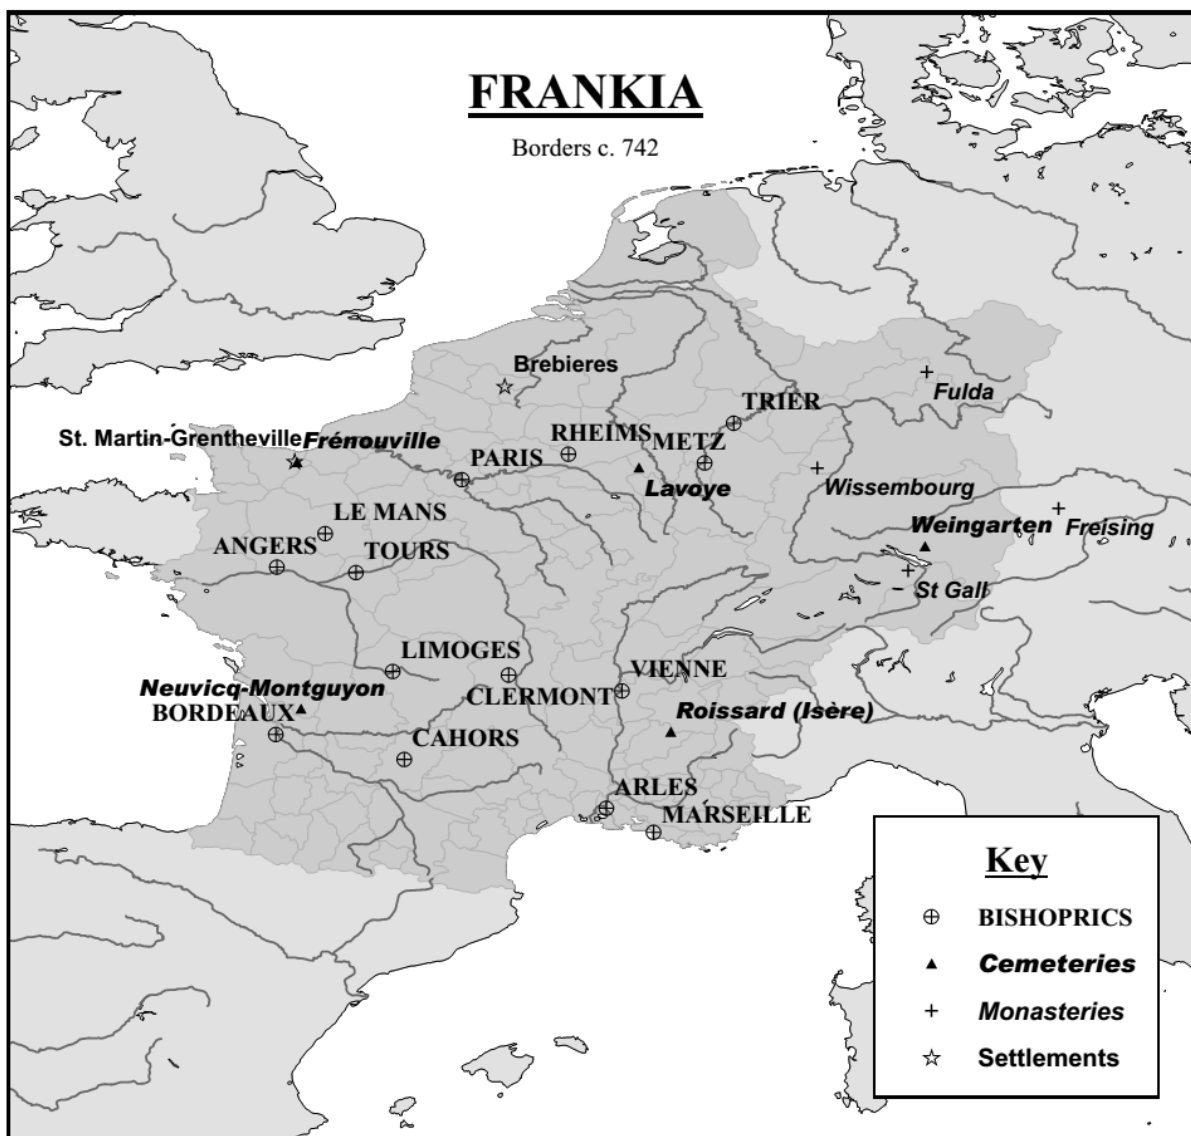 FRANKIA
Borders c. 742
Brebieres
Fulda
TRIER
RHEIMS
METZ
St. Martin-Grentheville
Frénouville
PARIS
Lavoye
Wissembourg
LE MANS
Weingarten
Freising
ANGERS
TOURS
St Gall
LIMOGES
VIENNE
Neuvicq-Montguyon
CLERMONT
BORDEAUX
Roissard (Isère)
CAHORS
ARLES
MARSEILLE
Key
BISHOPRICS
Cemeteries
Monasteries
Settlements